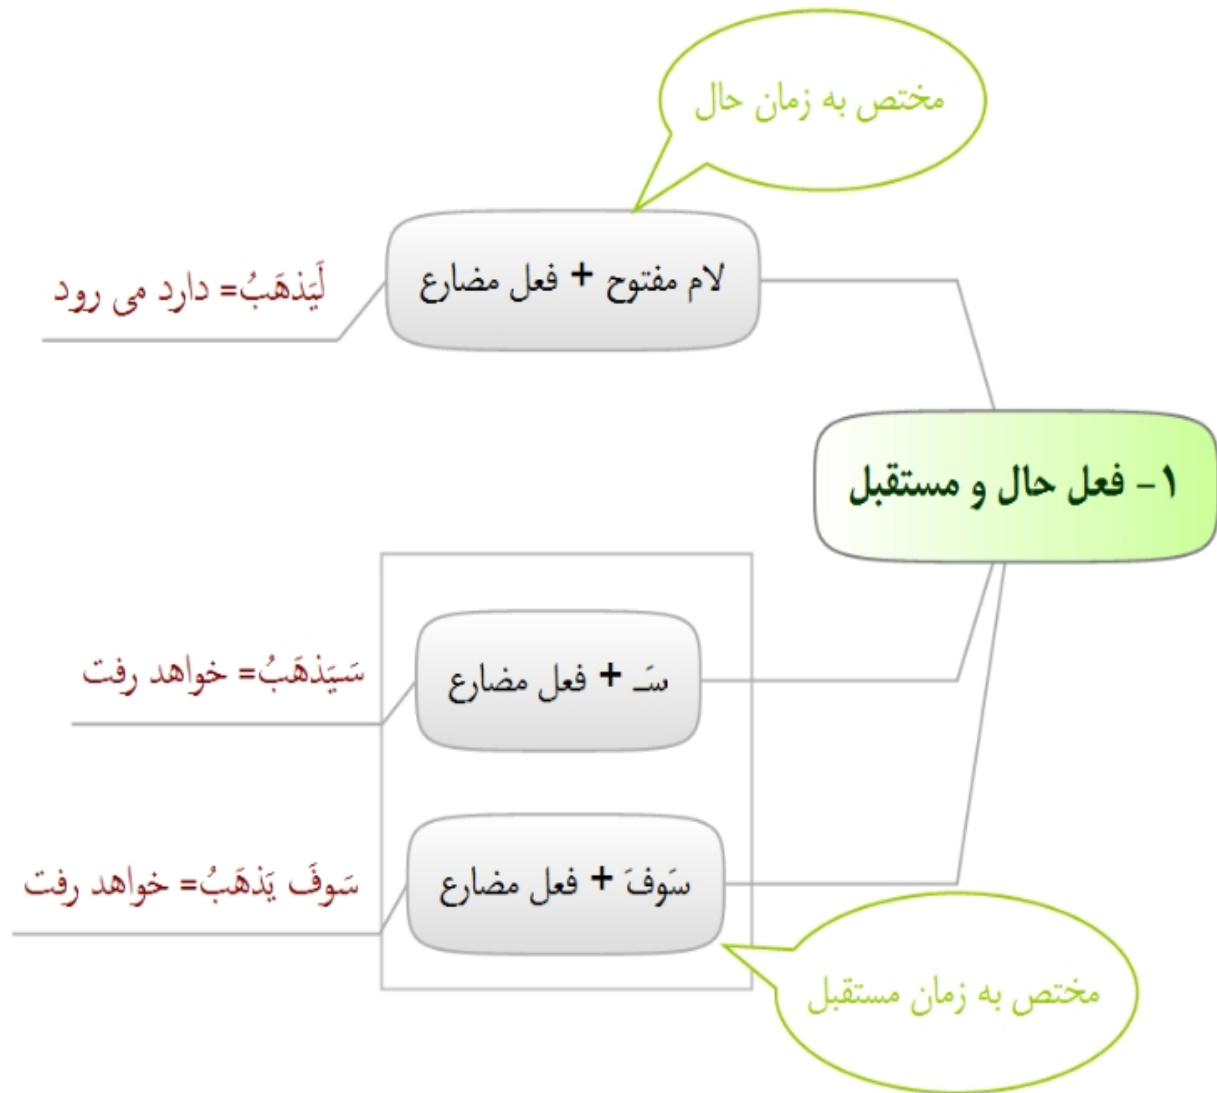 مختص به زمان حال
لام مفتوح + فعل مضارع
لَیَذهَبُ= دارد می رود
۱- فعل حال و مستقبل
سَـ + فعل مضارع
سَیَذهَبُ= خواهد رفت
سَوفَ + فعل مضارع
سَوفَ یَذهَبُ= خواهد رفت
مختص به زمان مستقبل